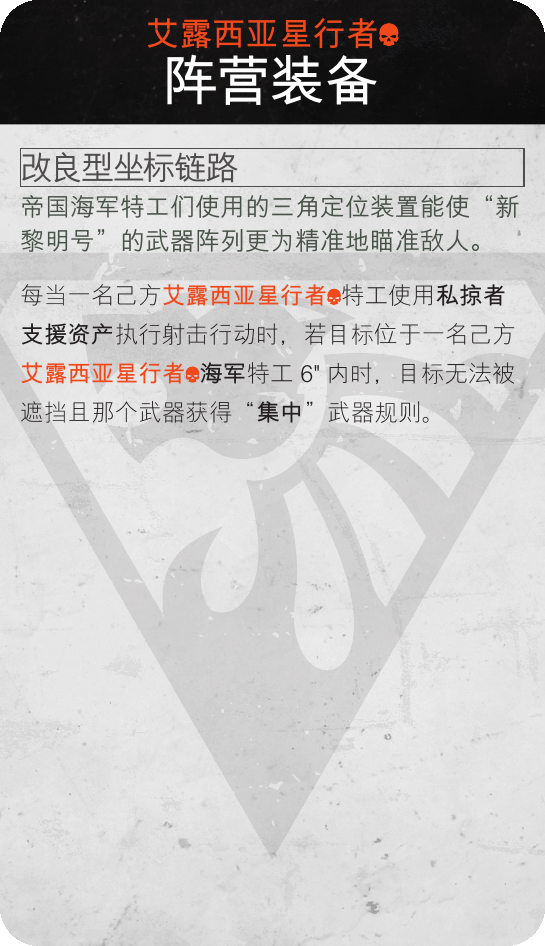 艾露西亚星行者
阵营装备
改良型坐标链路
帝国海军特工们使用的三角定位装置能使“新
黎明号”的武器阵列更为精准地瞄准敌人。
每当一名己方艾露西亚星行者特工使用私掠者
支援资产执行射击行动时，若目标位于一名己方
艾露西亚星行者海军特工 6" 内时，目标无法被
遮挡且那个武器获得“集中”武器规则。